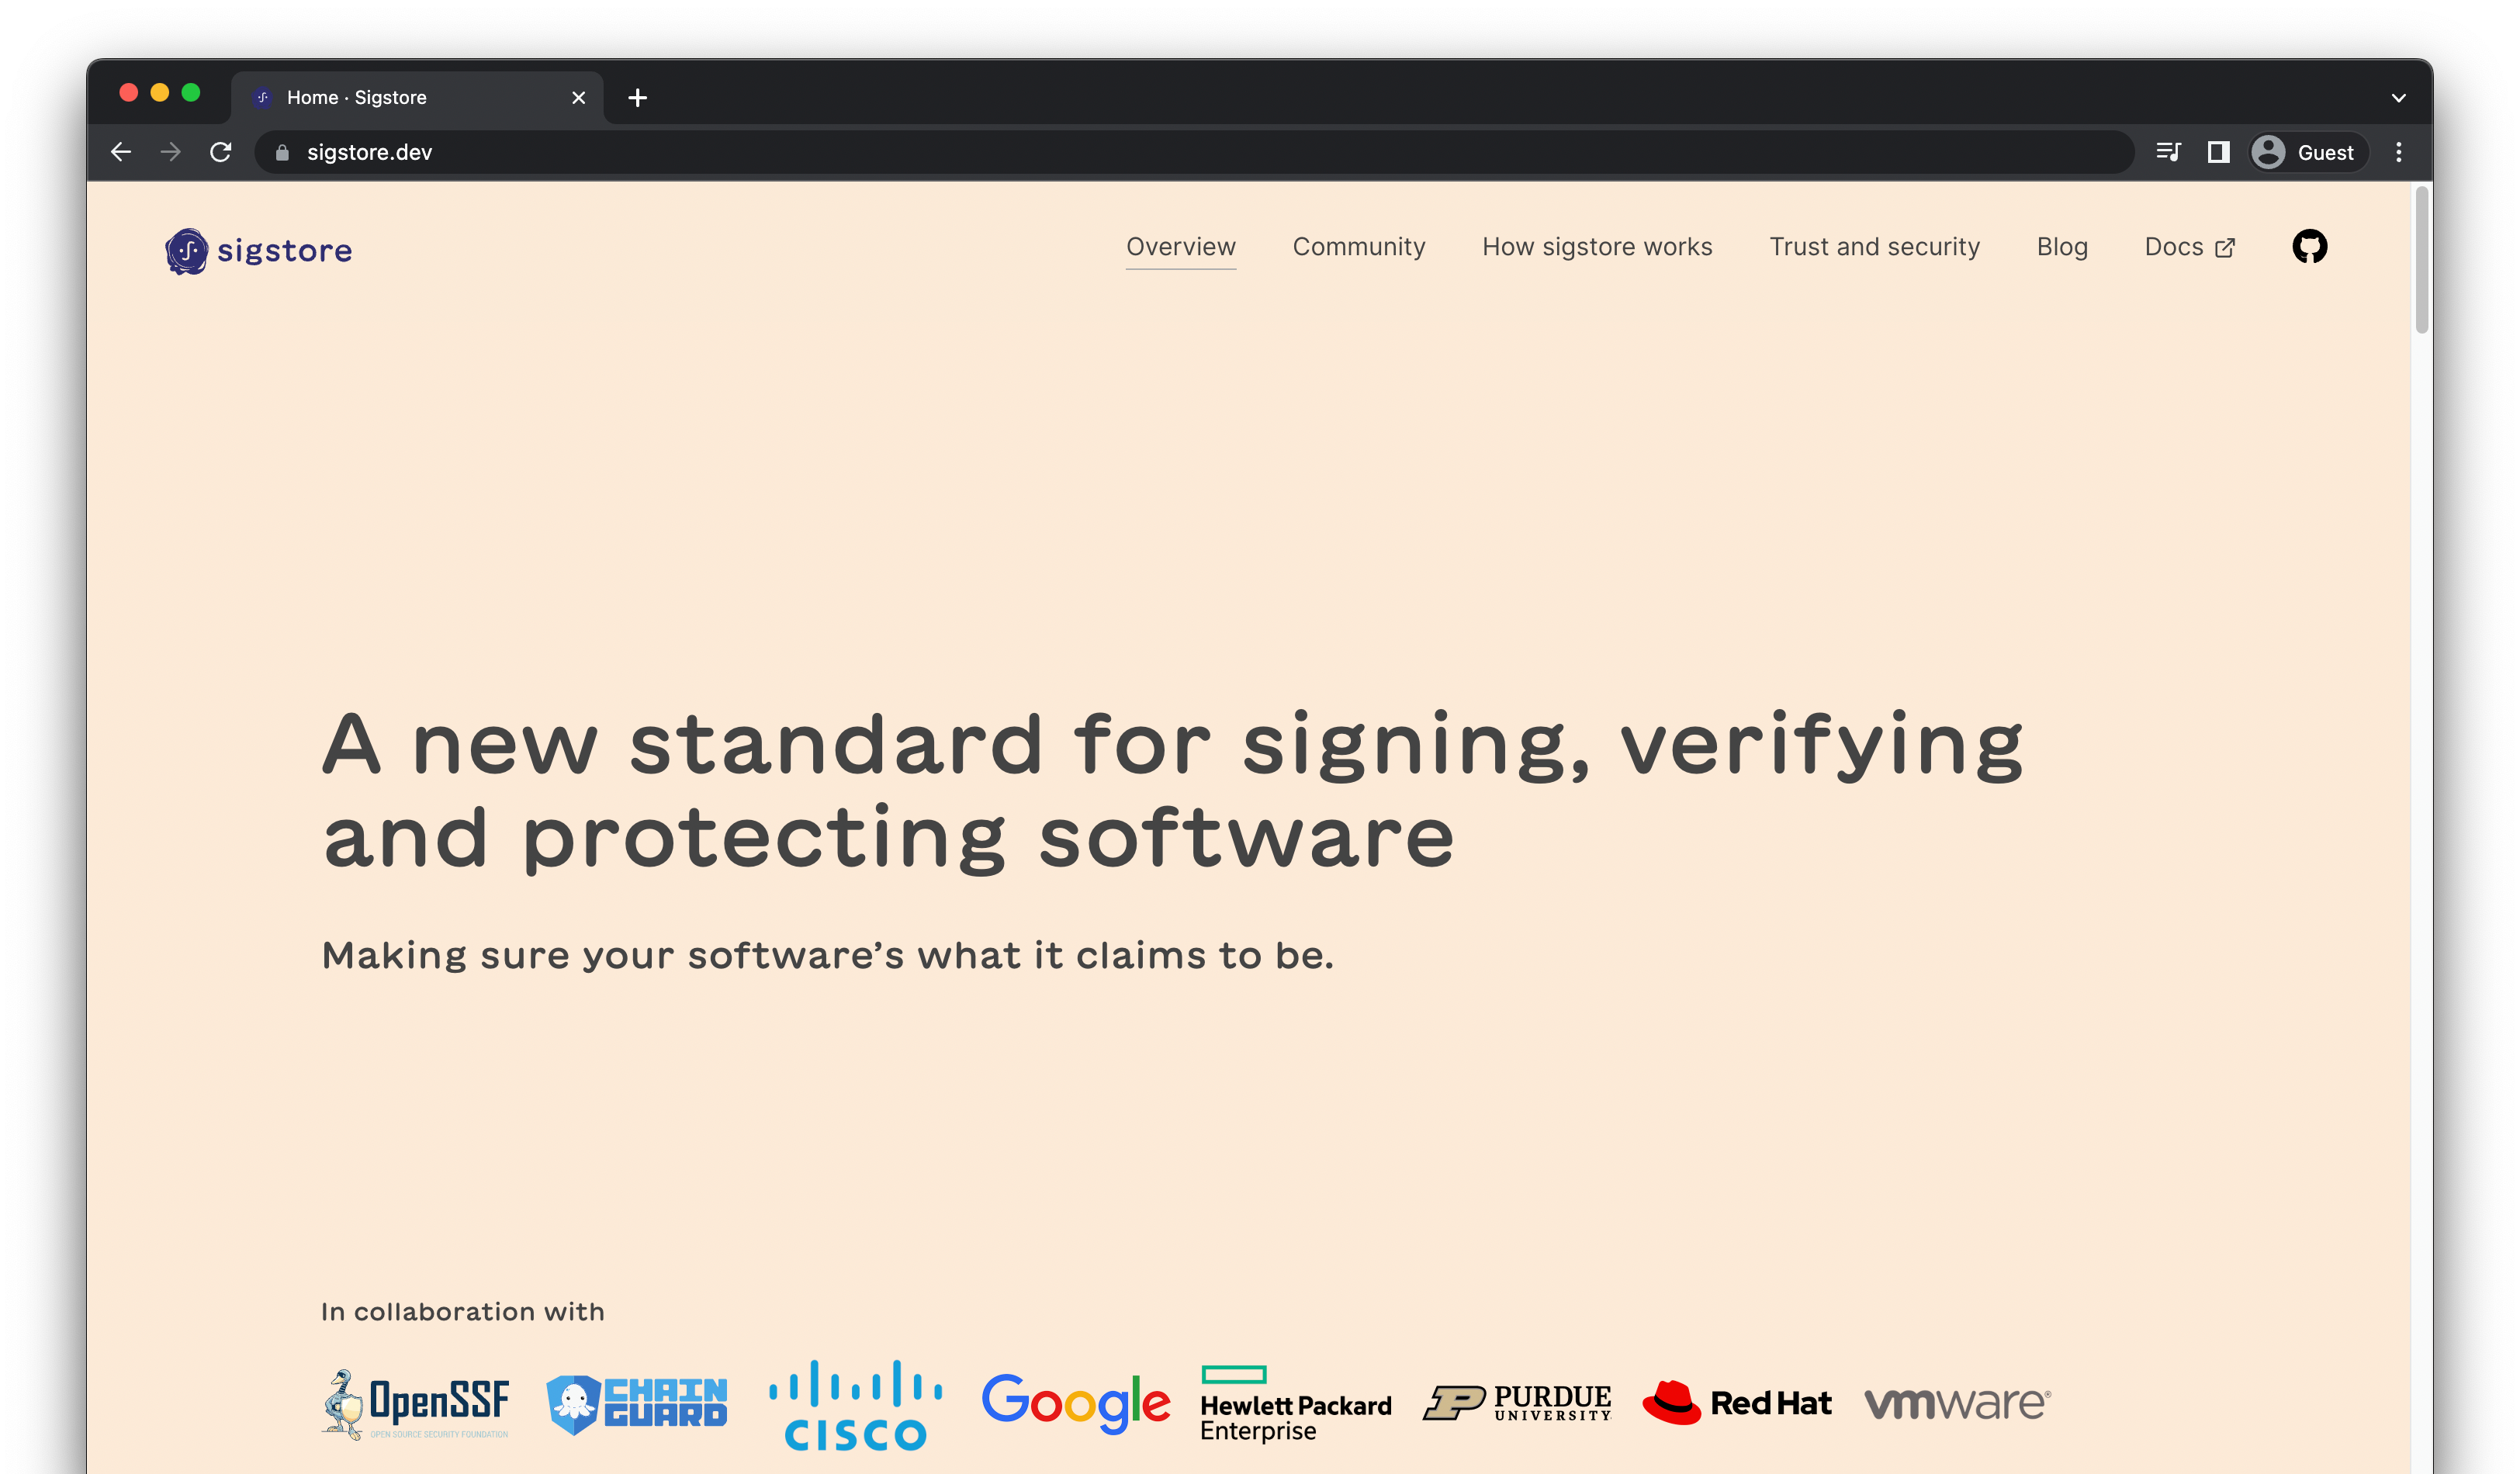 Home · Sigstore
sigstore.dev
Guest
sigstore
Overview
Community
How sigstore works
Trust and security
Blog
Docs
A new standard for signing, verifying
and protecting software
Making sure your software’s what it claims to be.
In collaboration with
OpenSSF
OPEN SOURCE SECURITY FOUNDATION
CHAIN
GUARD
CISCO
Google
Hewlett Packard
Enterprise
PURDUE
UNIVERSITY
Red Hat
vmware®